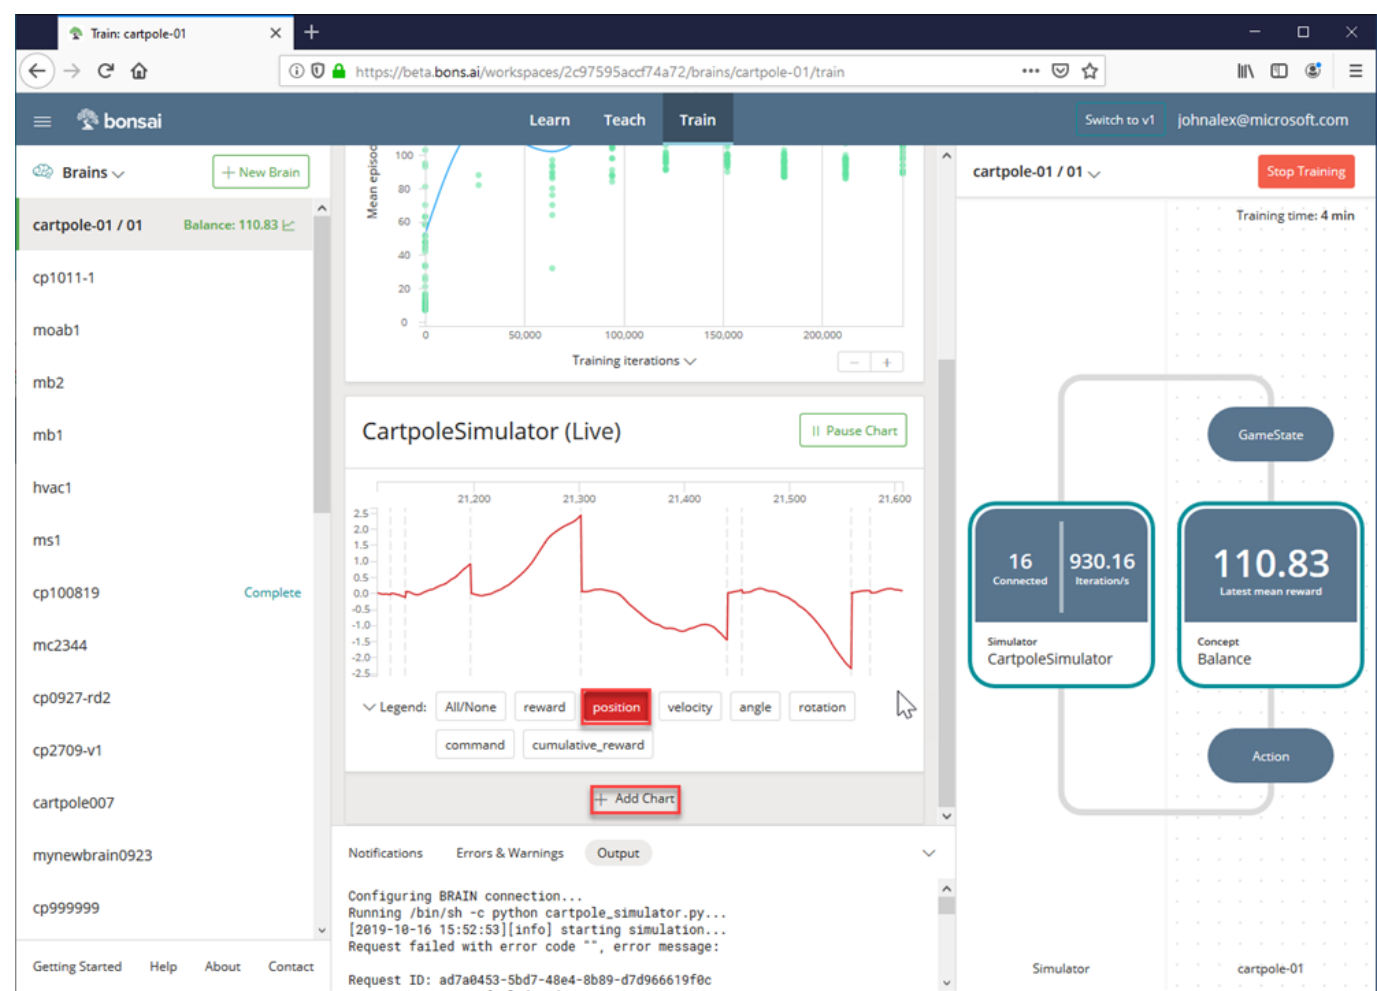 Train: cartpole-01
https://beta.bons.ai/workspaces/2c97595accf74a72/brains/cartpole-01/train
bonsai
Learn Teach Train
Switch to v1 johnalex@microsoft.com
Brains
+ New Brain
cartpole-01 / 01 Balance: 110.83
cp1011-1
moab1
mb2
mb1
hvac1
ms1
cp100819 Complete
mc2344
cp0927-rd2
cp2709-v1
cartpole007
mynewbrain0923
cp999999
Getting Started Help About Contact
Mean episod
100
80
60
40
20
0
0 50,000 100,000 150,000 200,000
Training iterations
− +
CartpoleSimulator (Live)
Pause Chart
21,200 21,300 21,400 21,500 21,600
2.5
2.0
1.5
1.0
0.5
0.0
-0.5
-1.0
-1.5
-2.0
-2.5
Legend: All/None reward position velocity angle rotation
command cumulative_reward
+ Add Chart
Notifications Errors & Warnings Output
Configuring BRAIN connection...
Running /bin/sh -c python cartpole_simulator.py...
[2019-10-16 15:52:53][info] starting simulation...
Request failed with error code "", error message:
Request ID: ad7a0453-5bd7-48e4-8b89-d7d966619f0c
cartpole-01 / 01
Stop Training
Training time: 4 min
GameState
16
Connected
930.16
Iteration/s
Simulator
CartpoleSimulator
110.83
Latest mean reward
Concept
Balance
Action
Simulator cartpole-01